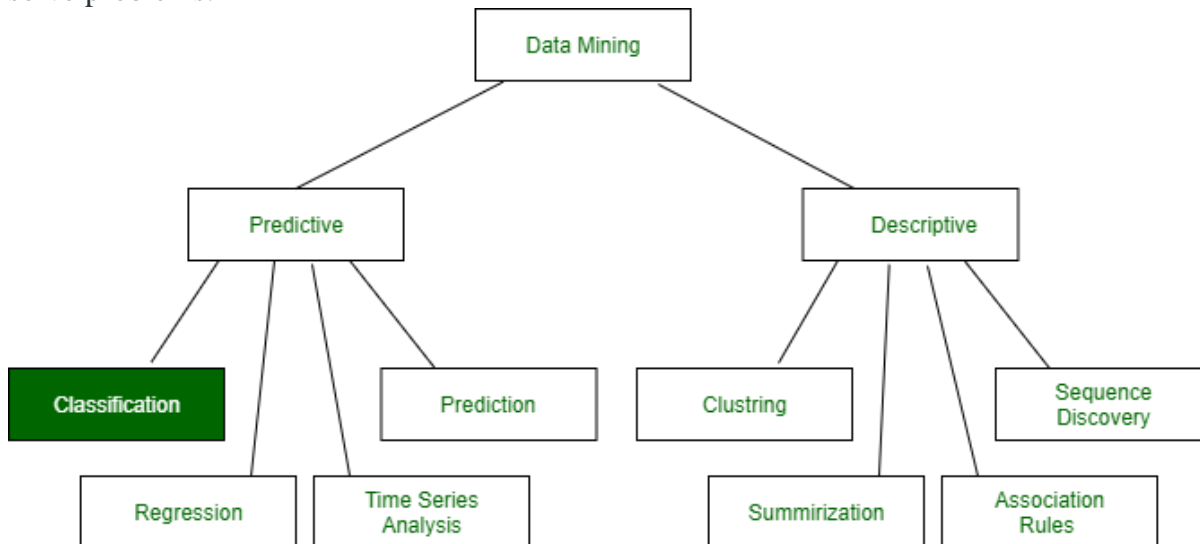 Data Mining
Predictive
Descriptive
Classification
Prediction
Clustring
Sequence
Discovery
Regression
Time Series
Analysis
Summirization
Association
Rules